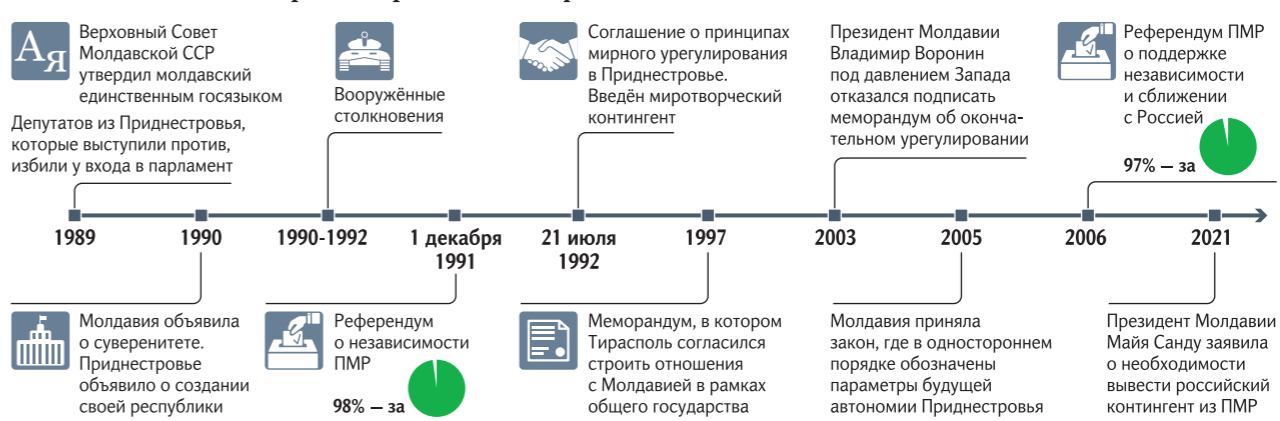 Ая
Верховный Совет
Молдавской ССР
утвердил молдавский
единственным госязыком
Депутатов из Приднестровья,
которые выступили против,
избили у входа в парламент
Вооружённые
столкновения
Соглашение о принципах
мирного урегулирования
в Приднестровье.
Введён миротворческий
контингент
Президент Молдавии
Владимир Воронин
под давлением Запада
отказался подписать
меморандум об оконча-
тельном урегулировании
Референдум ПМР
о поддержке
независимости
и сближении
с Россией
97% — за
1989
1990
1990-1992
1 декабря
1991
21 июля
1992
1997
2003
2005
2006
2021
Молдавия объявила
о суверенитете.
Приднестровье
объявило о создании
своей республики
Референдум
о независимости
ПМР
98% — за
Меморандум, в котором
Тирасполь согласился
строить отношения
с Молдавией в рамках
общего государства
Молдавия приняла
закон, где в одностороннем
порядке обозначены
параметры будущей
автономии Приднестровья
Президент Молдавии
Майя Санду заявила
о необходимости
вывести российский
контингент из ПМР